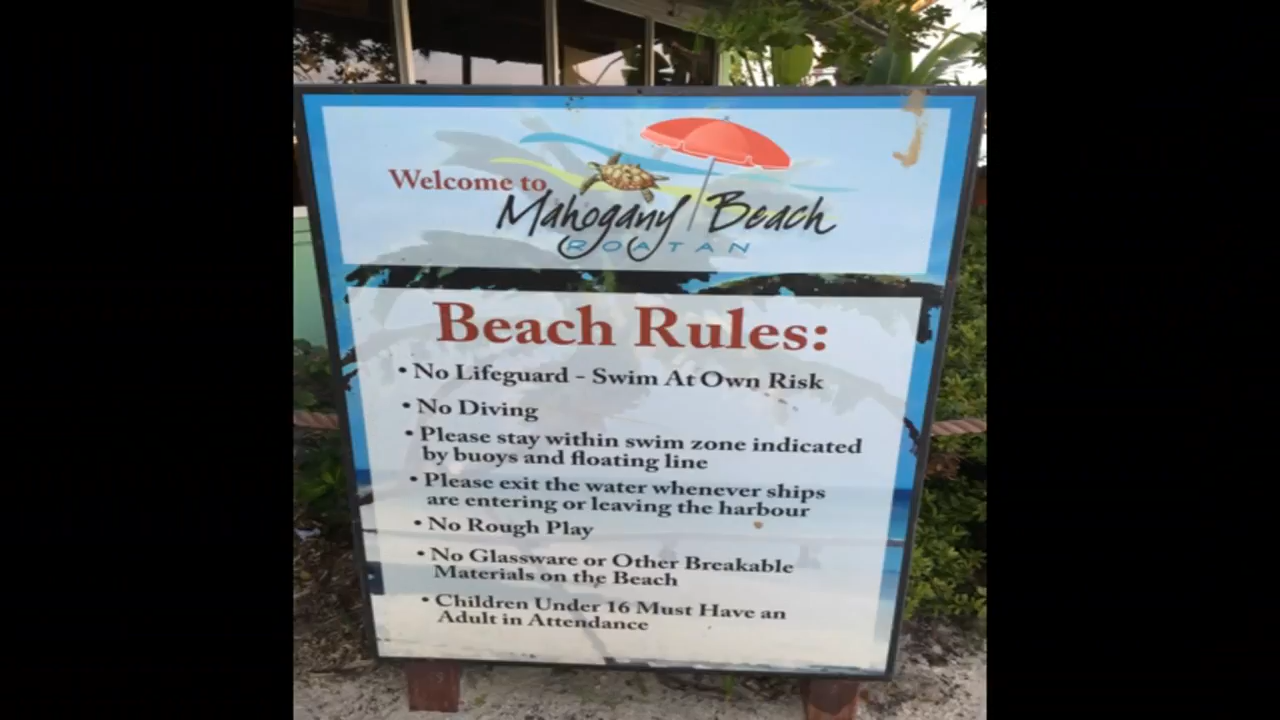 Welcome to
Mahogany Beach
ROATAN
Beach Rules:
• No Lifeguard - Swim At Own Risk
• No Diving
• Please stay within swim zone indicated
by buoys and floating line
• Please exit the water whenever ships
are entering or leaving the harbour
• No Rough Play
• No Glassware or Other Breakable
Materials on the Beach
• Children Under 16 Must Have an
Adult in Attendance